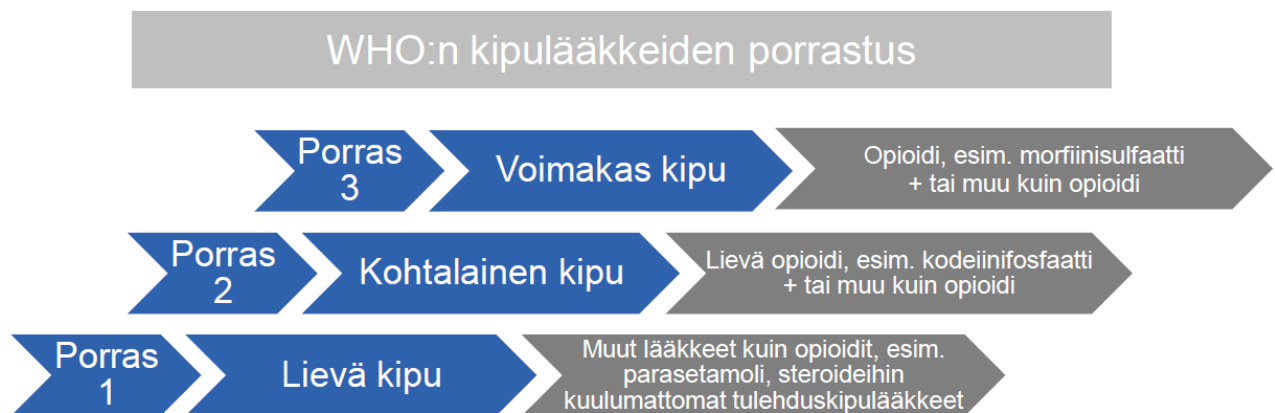 WHO:n kipulääkkeiden porrastus
Porras
3
Voimakas kipu
Opioidi, esim. morfiinisulfaatti
+ tai muu kuin opioidi
Porras
2
Kohtalainen kipu
Lievä opioidi, esim. kodeiinifosfaatti
+ tai muu kuin opioidi
Porras
1
Lievä kipu
Muut lääkkeet kuin opioidit, esim.
parasetamoli, steroideihin
kuulumattomat tulehduskipulääkkeet